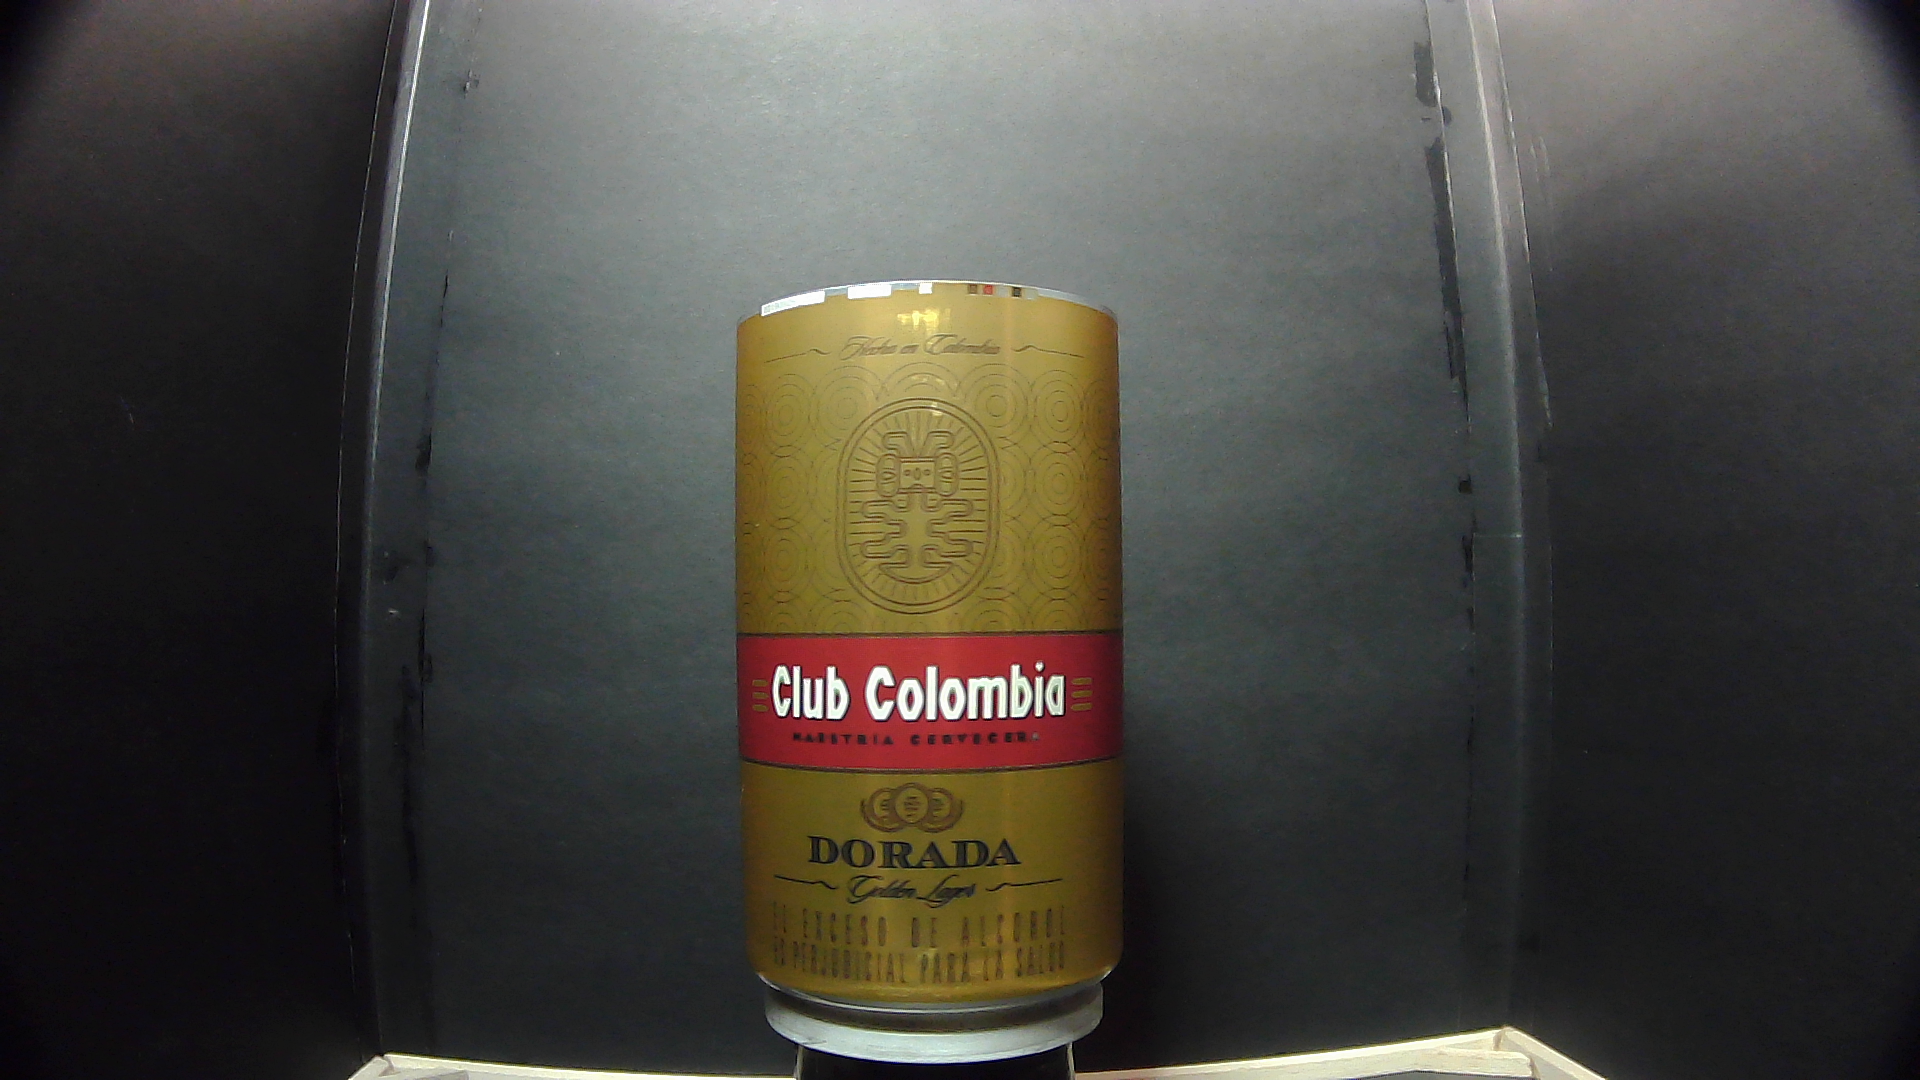 Hecho en Colombia
Club Colombia
MAESTRIA CERVECERA
DORADA
Golden Lager
EL EXCESO DE ALCOHOL
ES PERJUDICIAL PARA LA SALUD